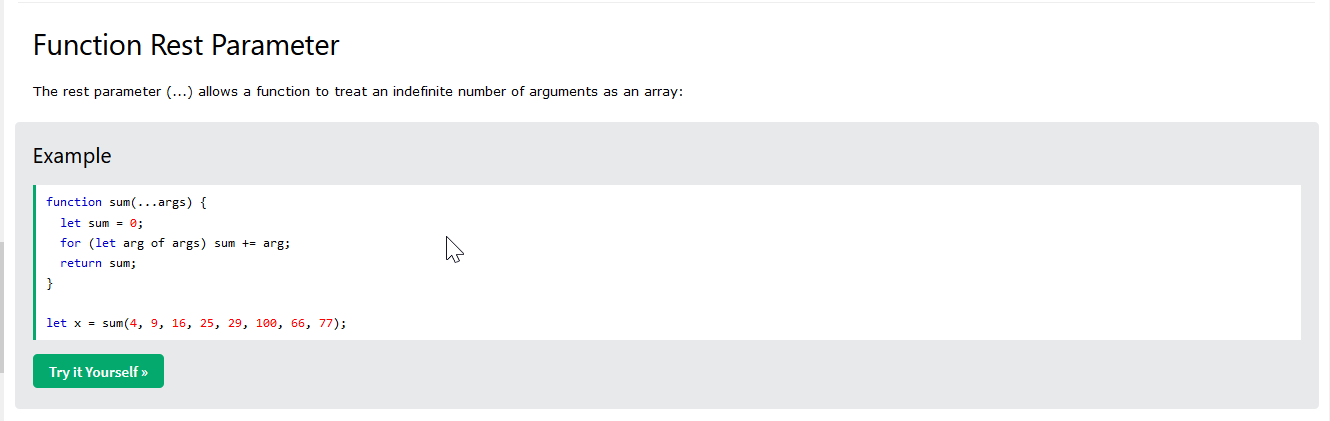 Function Rest Parameter
The rest parameter (...) allows a function to treat an indefinite number of arguments as an array:
Example
function sum(...args) {
  let sum = 0;
  for (let arg of args) sum += arg;
  return sum;
}
let x = sum(4, 9, 16, 25, 29, 100, 66, 77);
Try it Yourself »